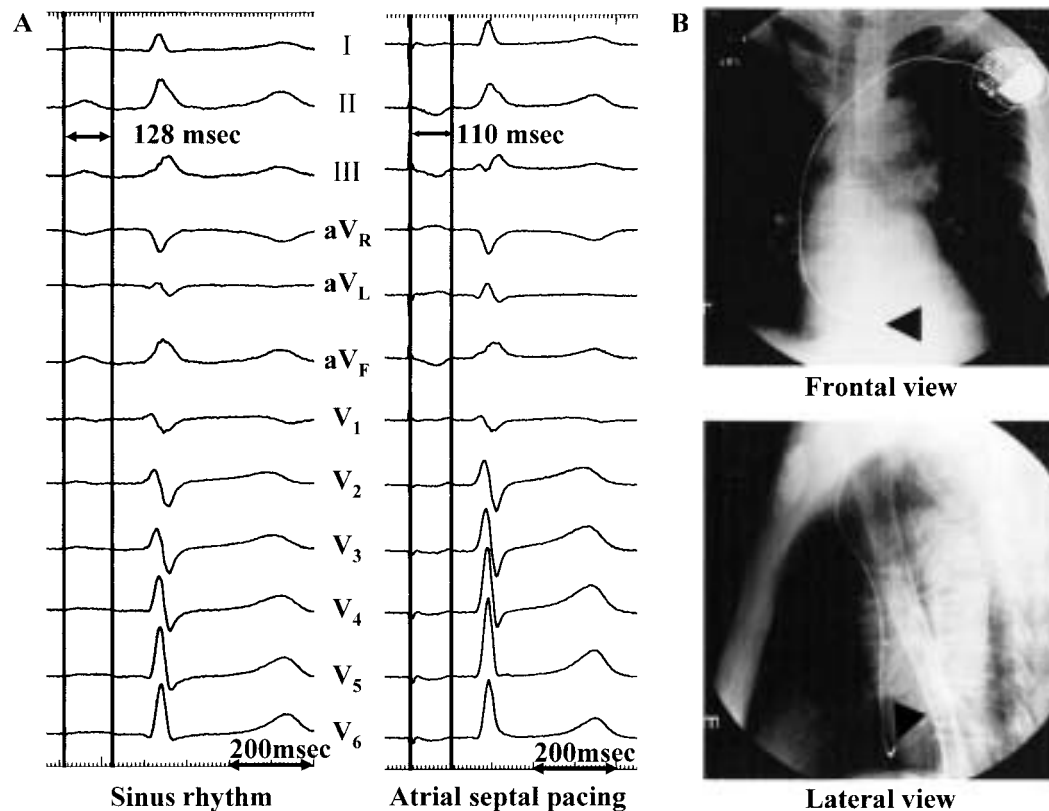 A
I
II
128 msec
110 msec
III
aVR
aVL
aVF
V1
V2
V3
V4
V5
V6
200msec
200msec
Sinus rhythm
Atrial septal pacing
B
Frontal view
Lateral view